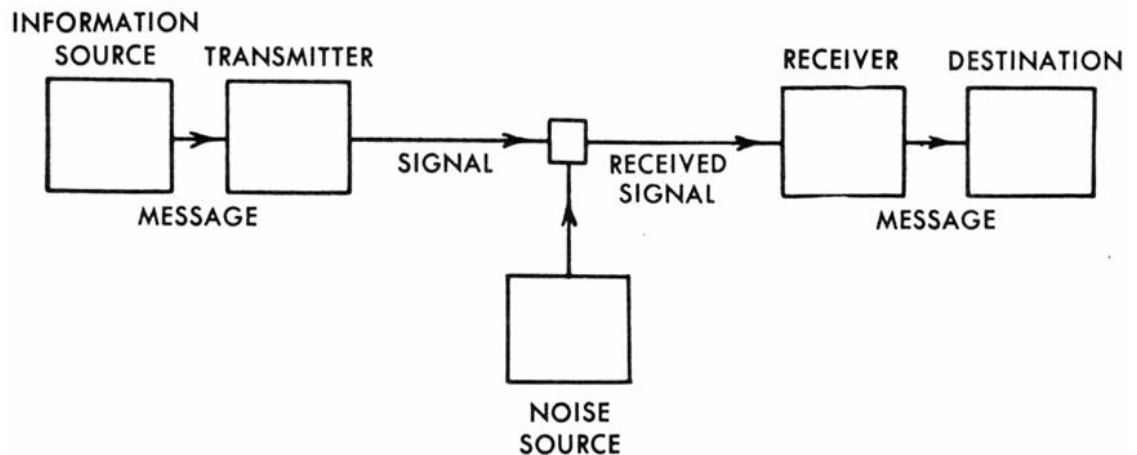 INFORMATION
SOURCE
TRANSMITTER
RECEIVER
DESTINATION
SIGNAL
RECEIVED
SIGNAL
MESSAGE
MESSAGE
NOISE
SOURCE